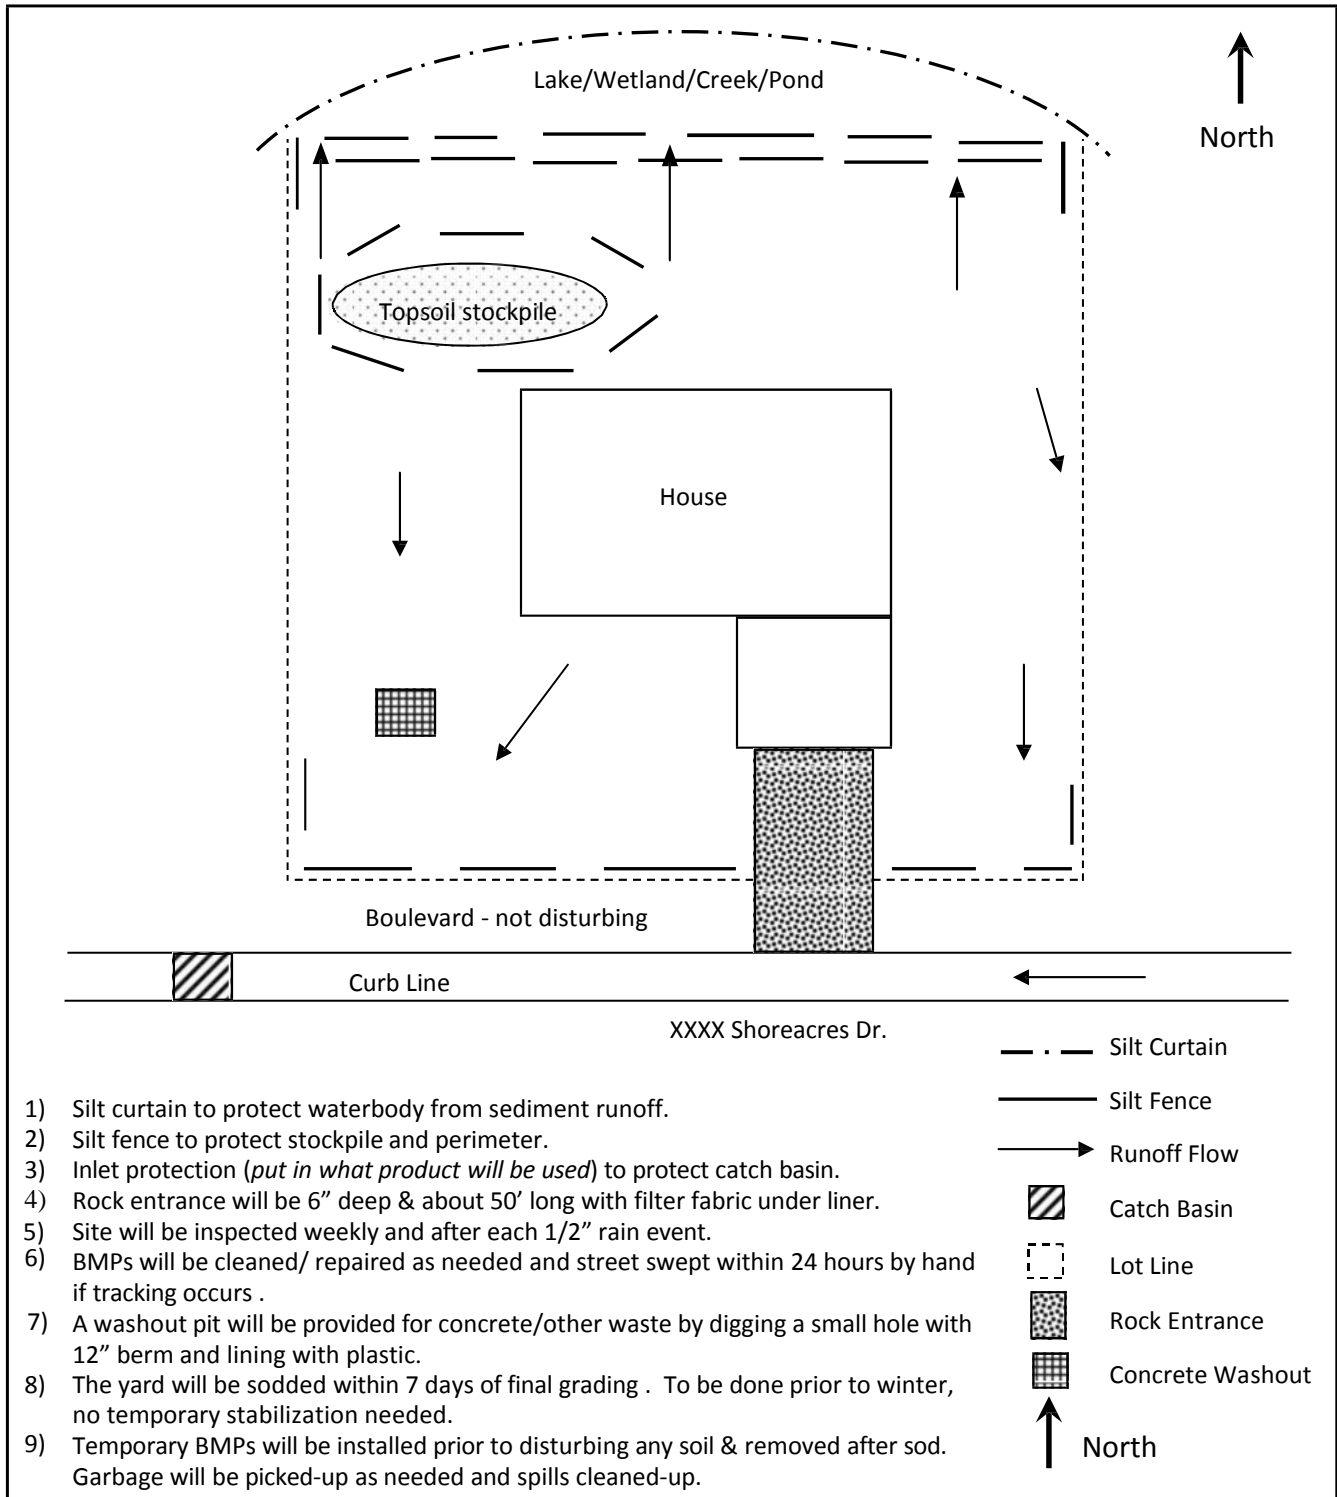 Lake/Wetland/Creek/Pond
North
Topsoil stockpile
House
Boulevard - not disturbing
Curb Line
XXXX Shoreacres Dr.
Silt Curtain
Silt Fence
Runoff Flow
Catch Basin
Lot Line
Rock Entrance
Concrete Washout
North
1) Silt curtain to protect waterbody from sediment runoff.
2) Silt fence to protect stockpile and perimeter.
3) Inlet protection (put in what product will be used) to protect catch basin.
4) Rock entrance will be 6” deep & about 50’ long with filter fabric under liner.
5) Site will be inspected weekly and after each 1/2” rain event.
6) BMPs will be cleaned/ repaired as needed and street swept within 24 hours by hand
if tracking occurs .
7) A washout pit will be provided for concrete/other waste by digging a small hole with
12” berm and lining with plastic.
8) The yard will be sodded within 7 days of final grading . To be done prior to winter,
no temporary stabilization needed.
9) Temporary BMPs will be installed prior to disturbing any soil & removed after sod.
Garbage will be picked-up as needed and spills cleaned-up.